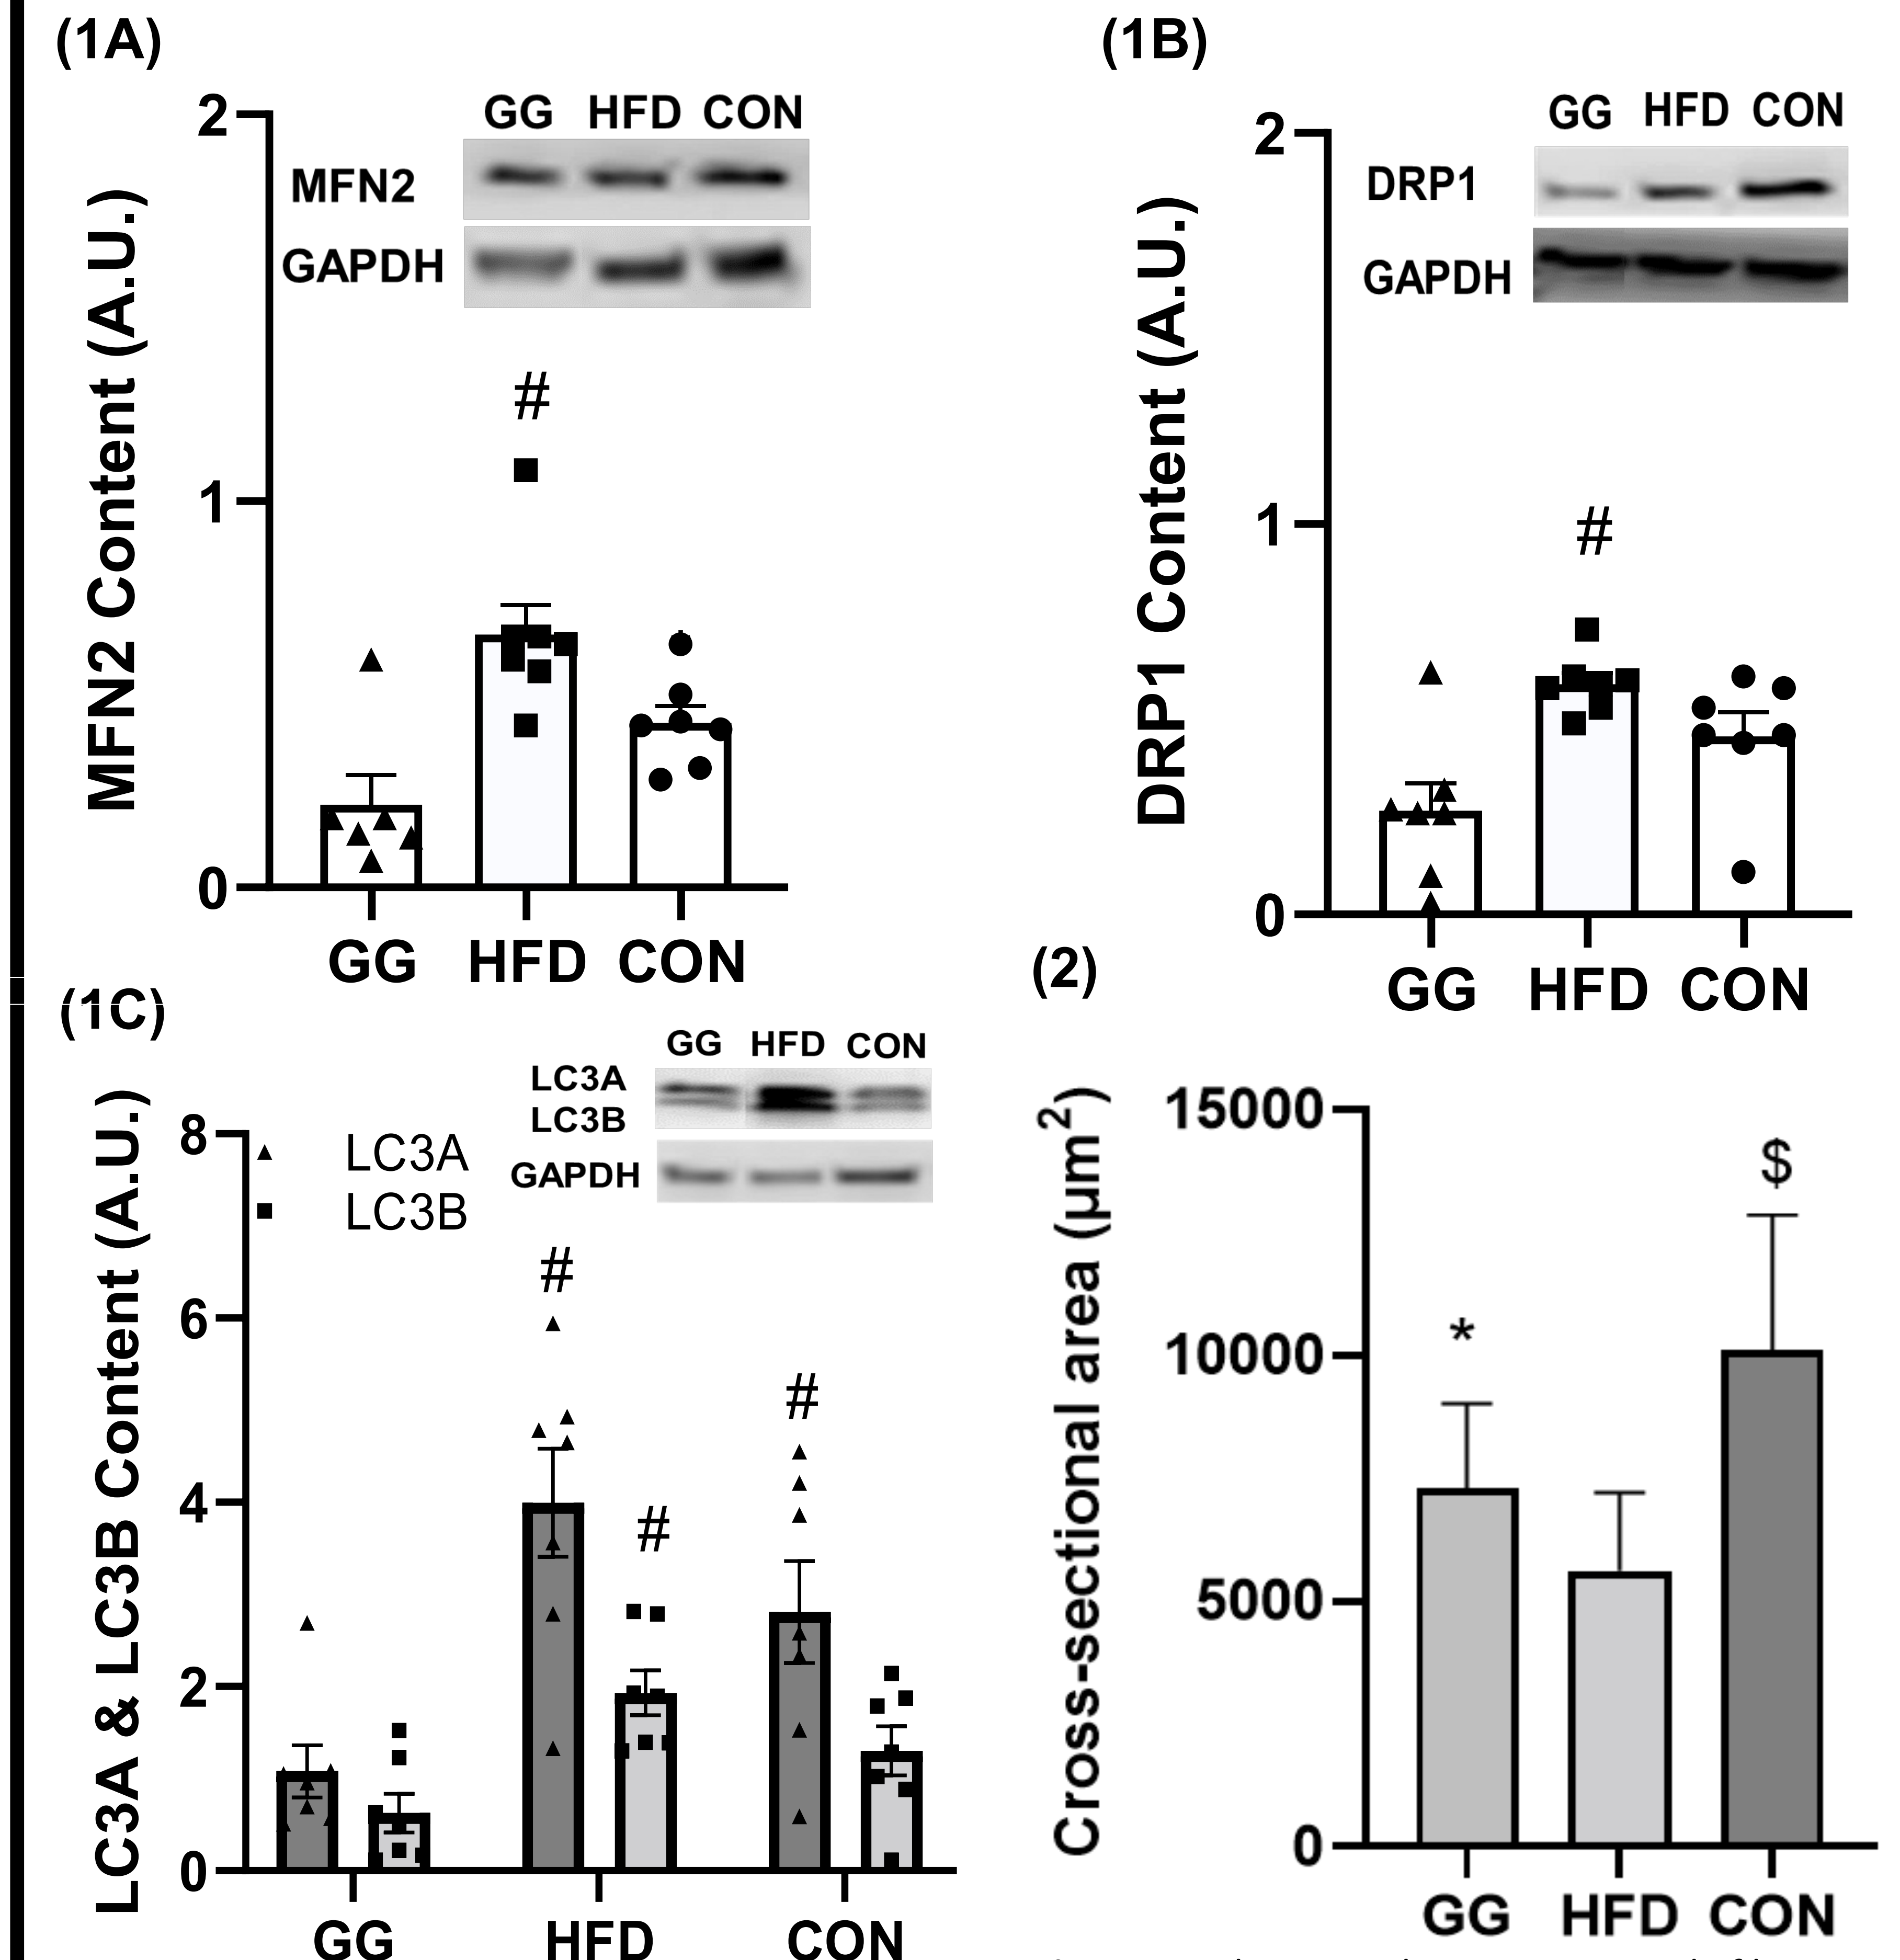 (1A)
MFN2 Content (A.U.)
2
1
0
GG HFD CON
MFN2
GAPDH
#
GG HFD CON
(1B)
DRP1 Content (A.U.)
2
1
0
GG HFD CON
DRP1
GAPDH
#
GG HFD CON
(1C)
LC3A & LC3B Content (A.U.)
8
6
4
2
0
LC3A
LC3B
GG HFD CON
LC3A
LC3B
GAPDH
#
#
#
GG HFD CON
(2)
Cross-sectional area (µm²)
15000
10000
5000
0
*
$
GG HFD CON